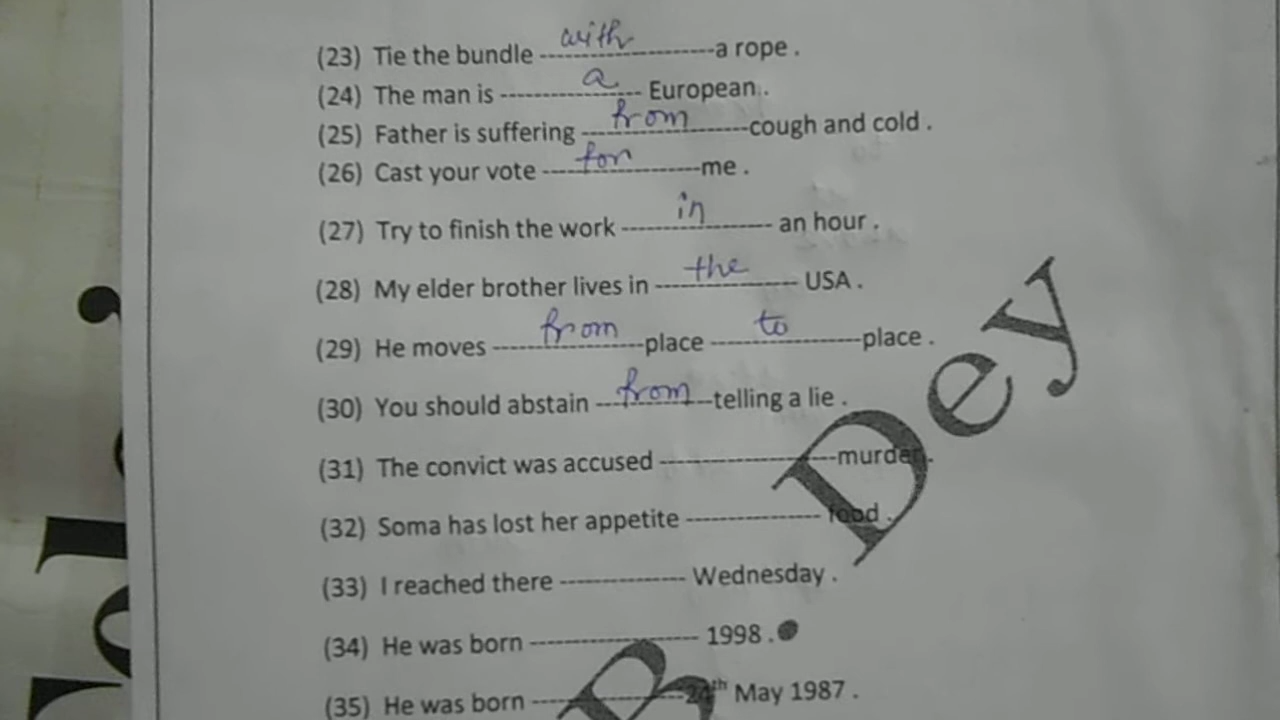 (23) Tie the bundle ---with---a rope .
(24) The man is ---a--- European .
(25) Father is suffering ---from---cough and cold .
(26) Cast your vote ---for---me .
(27) Try to finish the work ---in--- an hour .
(28) My elder brother lives in ---the--- USA .
(29) He moves ---from---place ---to---place .
(30) You should abstain ---from---telling a lie .
(31) The convict was accused ------murder.
(32) Soma has lost her appetite ------ food .
(33) I reached there ------ Wednesday .
(34) He was born ------ 1998 .
(35) He was born ------24th May 1987 .
B Dey